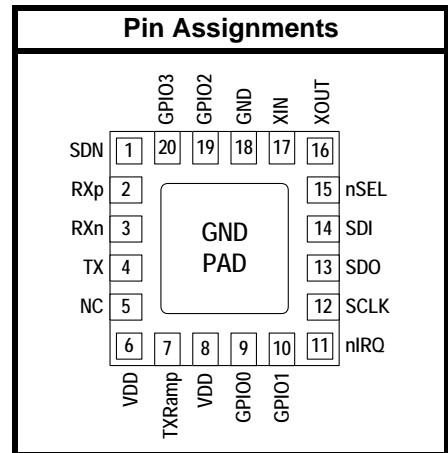 Pin Assignments
GPIO3 GPIO2 GND XIN XOUT
SDN 1 20 19 18 17 16
RXp 2 15 nSEL
RXn 3 14 SDI
GND
PAD
TX 4 13 SDO
NC 5 12 SCLK
6 7 8 9 10 11 nIRQ
VDD TXRamp VDD GPIO0 GPIO1